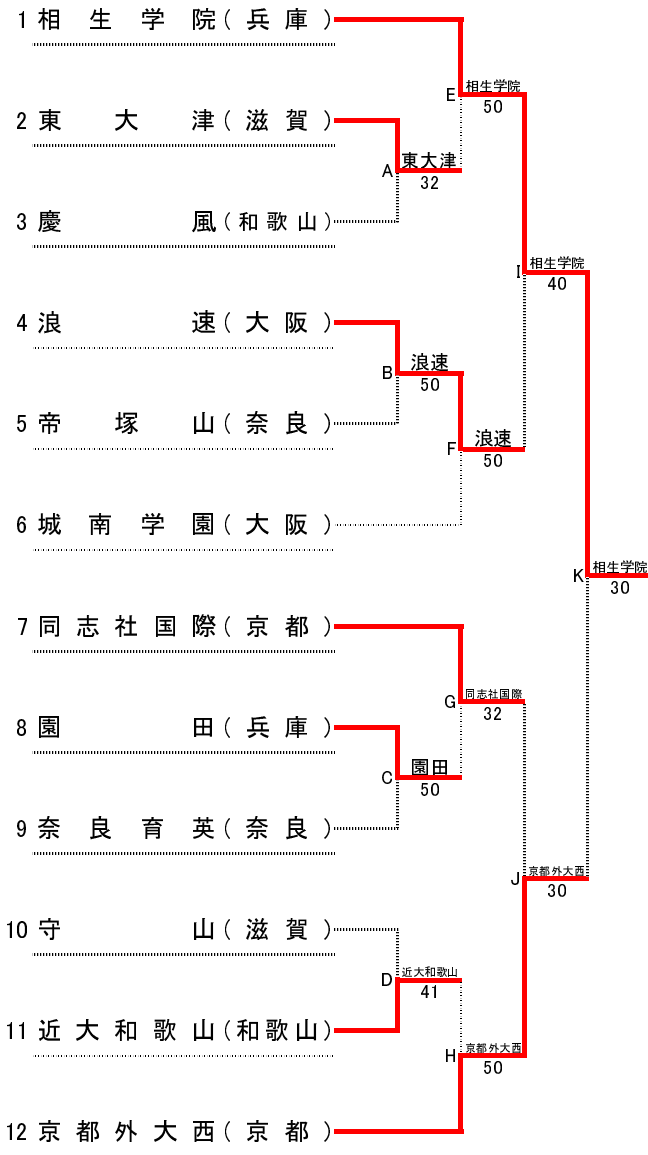 1 相生学院(兵庫)
相生学院
E
50
2 東大津(滋賀)
東大津
A
32
3 慶風(和歌山)
相生学院
I
40
4 浪速(大阪)
浪速
B
50
5 帝塚山(奈良)
浪速
F
50
6 城南学園(大阪)
相生学院
K
30
7 同志社国際(京都)
同志社国際
G
32
8 園田(兵庫)
園田
C
50
9 奈良育英(奈良)
京都外大西
J
30
10 守山(滋賀)
近大和歌山
D
41
11 近大和歌山(和歌山)
京都外大西
H
50
12 京都外大西(京都)